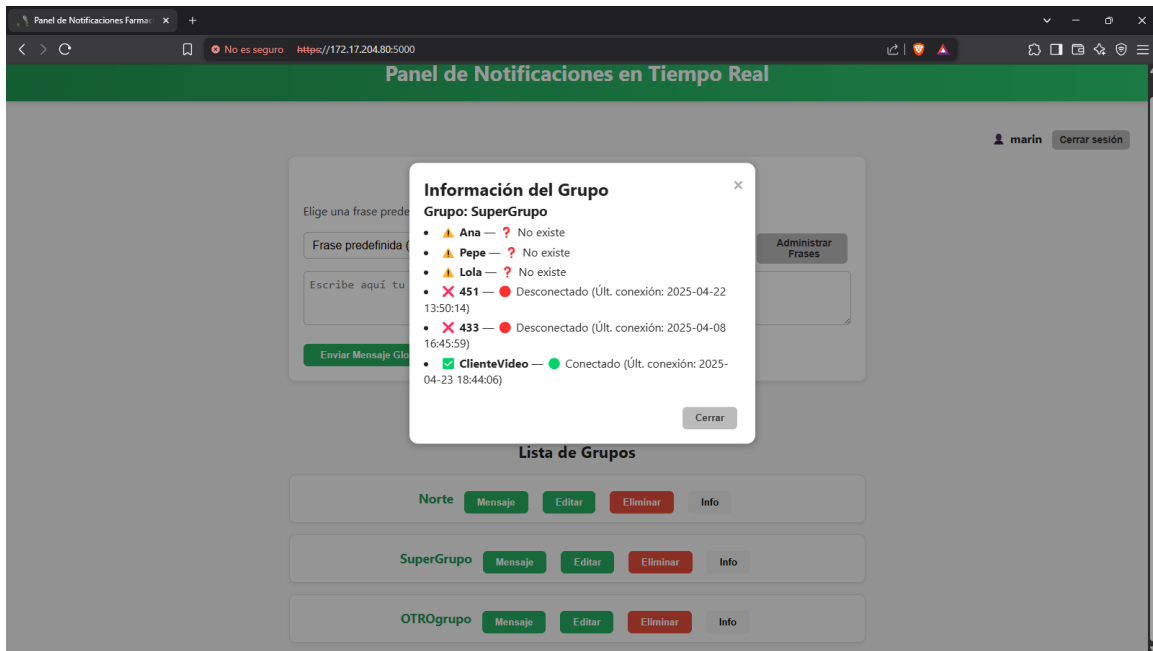 Panel de Notificaciones Farmac
No es seguro https://172.17.204.80:5000
Panel de Notificaciones en Tiempo Real
marin Cerrar sesión
Elige una frase prede
Frase predefinida (
Administrar
Frases
Escribe aquí tu
Enviar Mensaje Glo
Información del Grupo
×
Grupo: SuperGrupo
• ⚠️ Ana — ❓ No existe
• ⚠️ Pepe — ❓ No existe
• ⚠️ Lola — ❓ No existe
• ❌ 451 — 🔴 Desconectado (Últ. conexión: 2025-04-22
13:50:14)
• ❌ 433 — 🔴 Desconectado (Últ. conexión: 2025-04-08
16:45:59)
• ✅ ClienteVideo — 🟢 Conectado (Últ. conexión: 2025-
04-23 18:44:06)
Cerrar
Lista de Grupos
Norte Mensaje Editar Eliminar Info
SuperGrupo Mensaje Editar Eliminar Info
OTROgrupo Mensaje Editar Eliminar Info